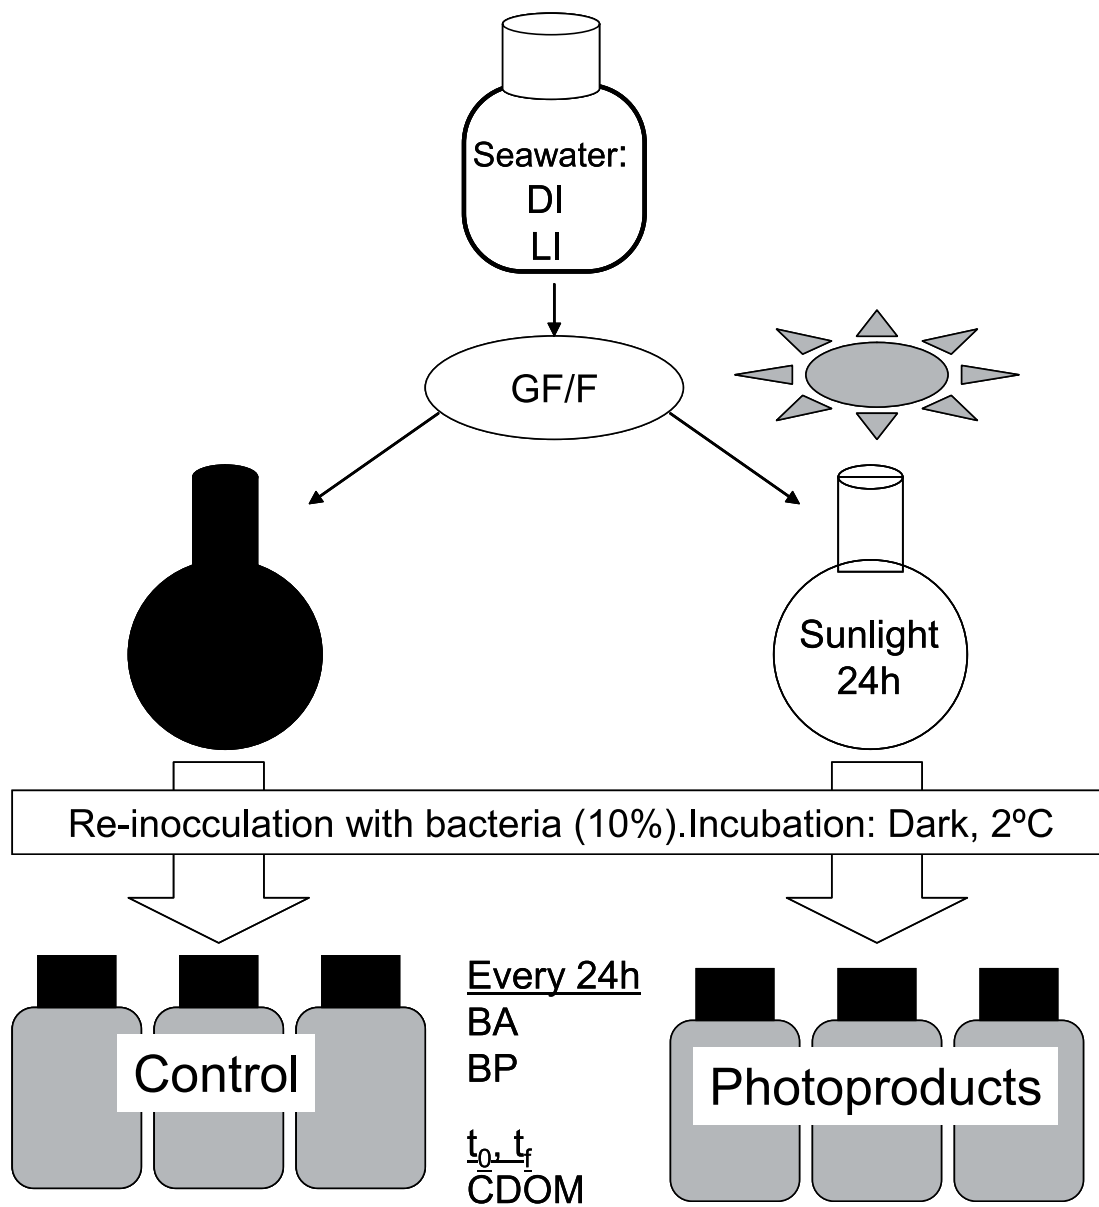 Seawater:
DI
LI
GF/F
Sunlight
24h
Re-inocculation with bacteria (10%).Incubation: Dark, 2ºC
Every 24h
BA
BP
t0, tf
CDOM
Control
Photoproducts